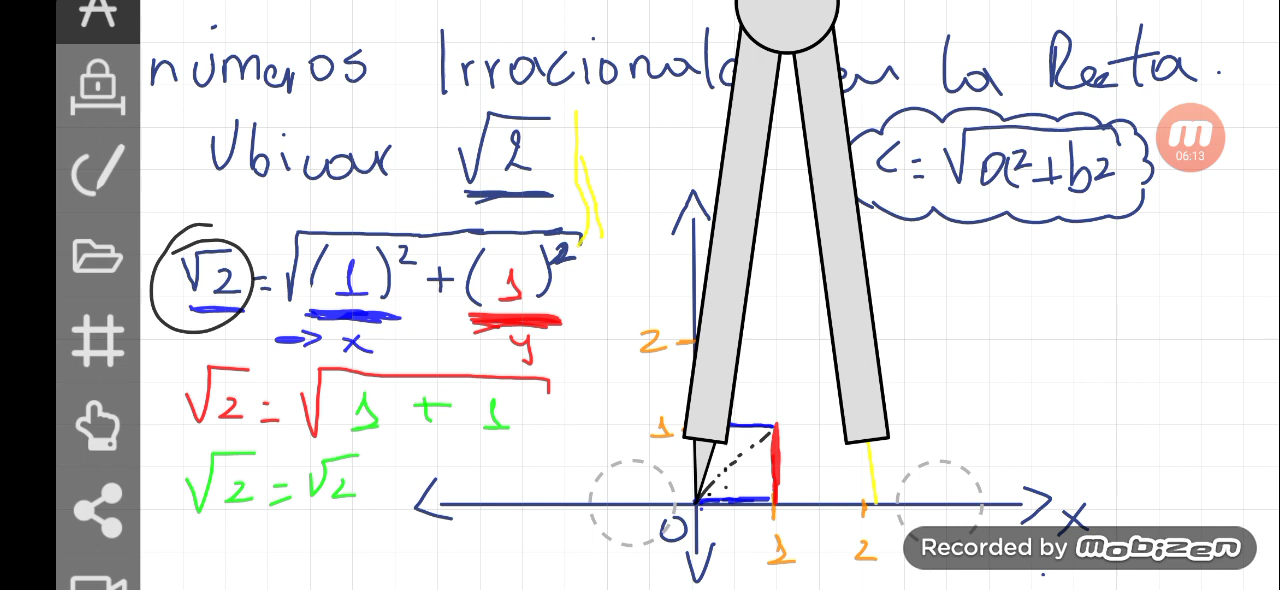 números Irracional en la Recta.
Ubicar √2
c = √a²+b²
06:13
√2 = √(1)² + (1)²
→ x y
√2 = √1 + 1
√2 = √2
2
1
0 1 2 x
Recorded by mobizen